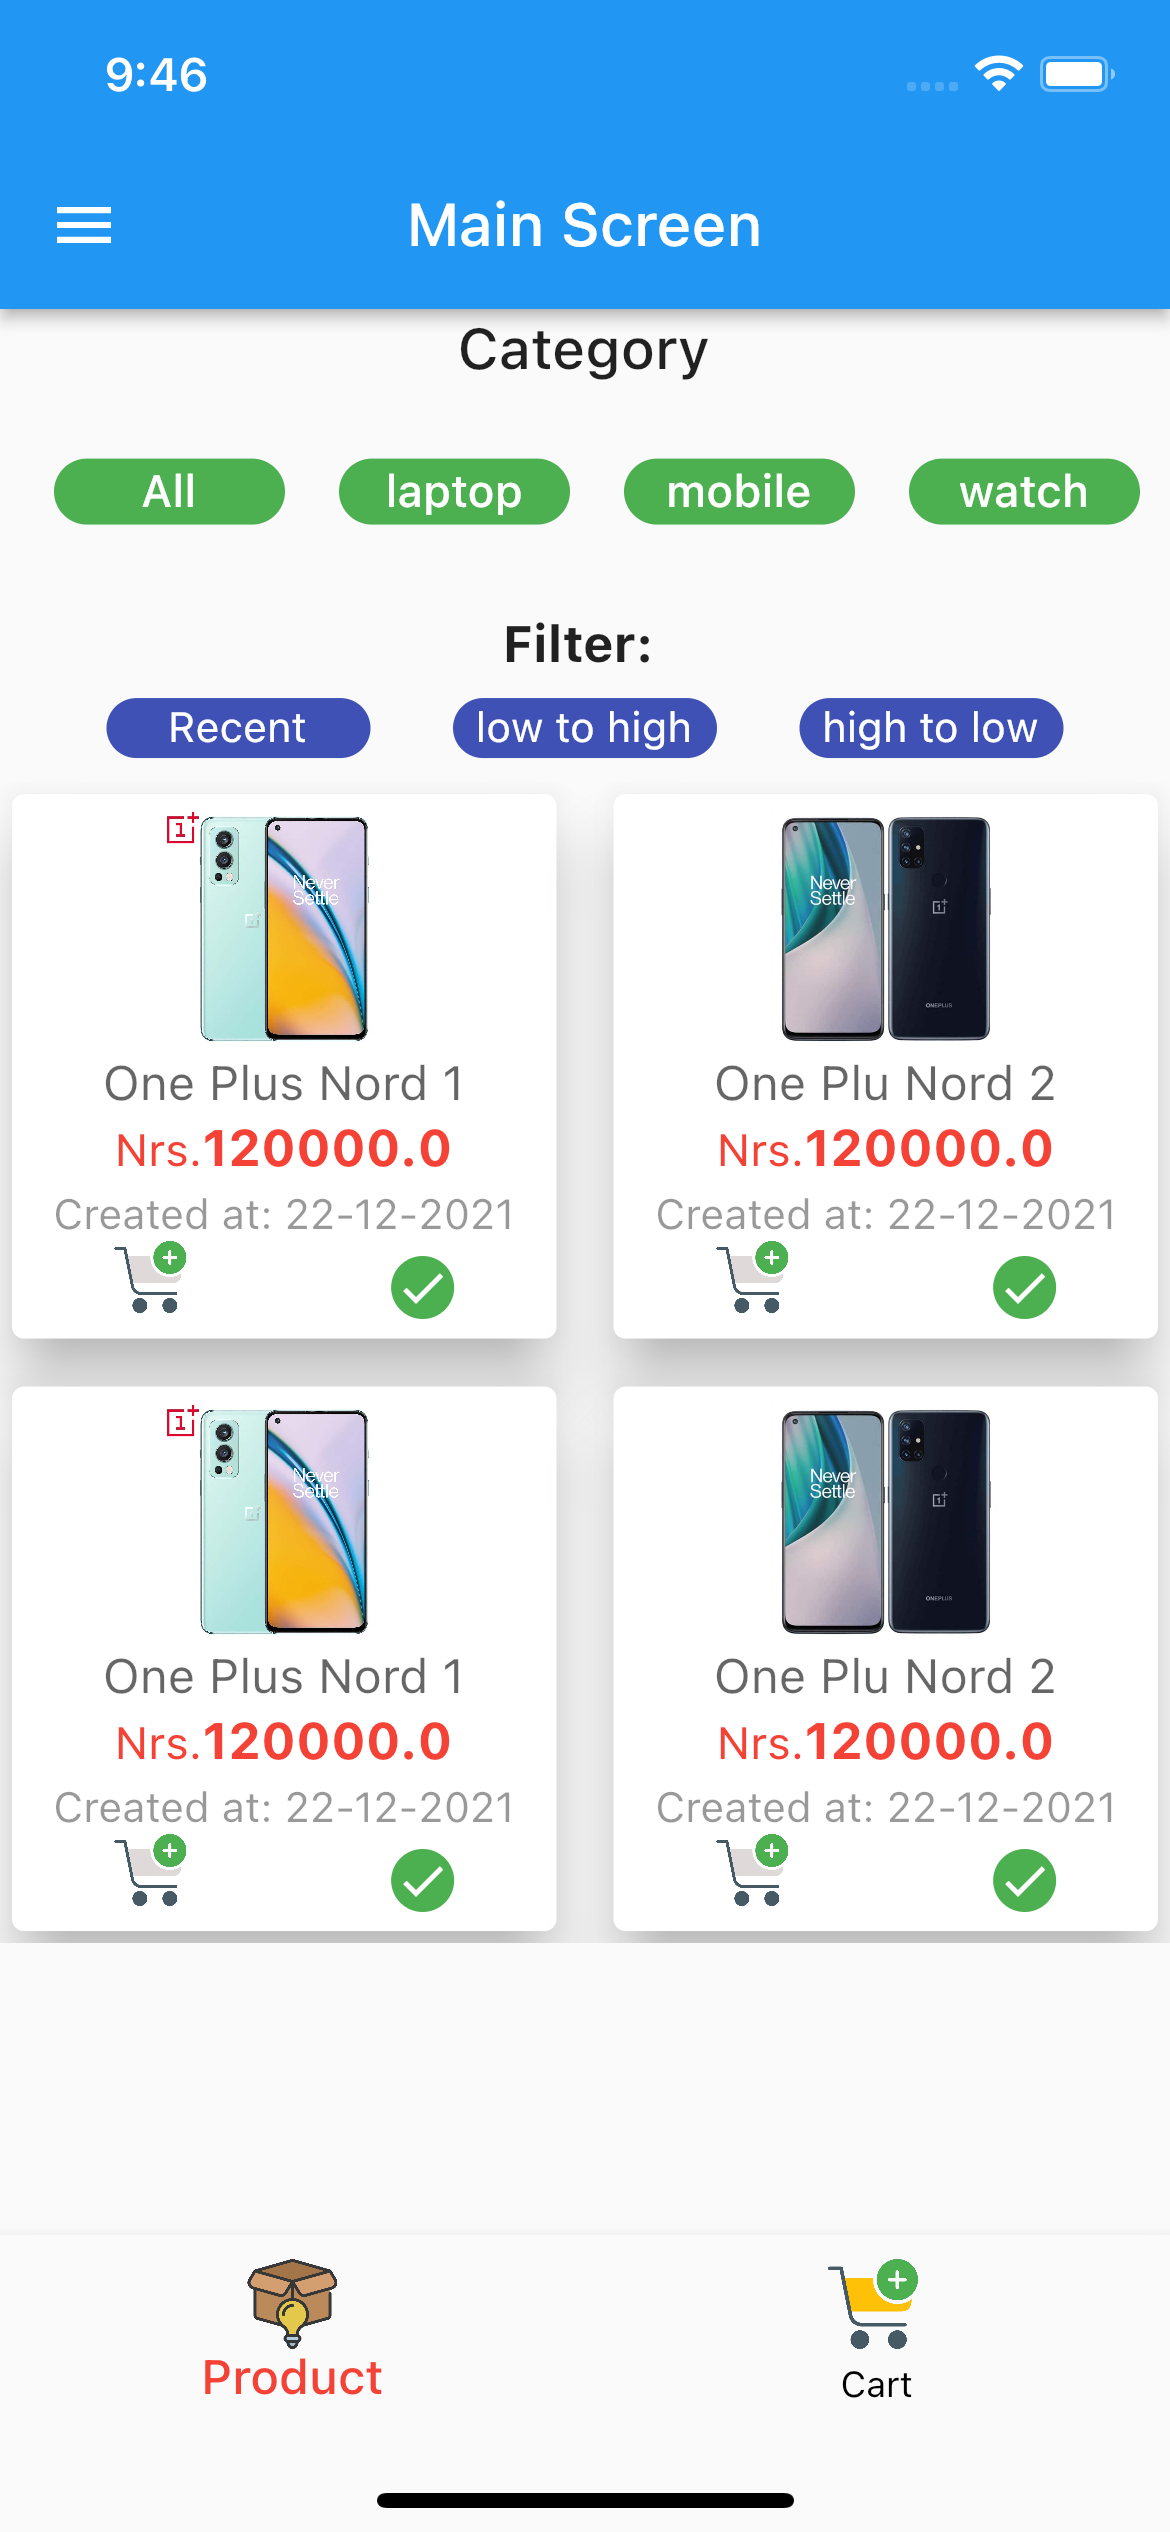 9:46
Main Screen
Category
All laptop mobile watch
Filter:
Recent low to high high to low
Never
Settle
Never
Settle
ONEPLUS
One Plus Nord 1
Nrs.120000.0
Created at: 22-12-2021
One Plu Nord 2
Nrs.120000.0
Created at: 22-12-2021
Never
Settle
Never
Settle
ONEPLUS
One Plus Nord 1
Nrs.120000.0
Created at: 22-12-2021
One Plu Nord 2
Nrs.120000.0
Created at: 22-12-2021
Product
Cart